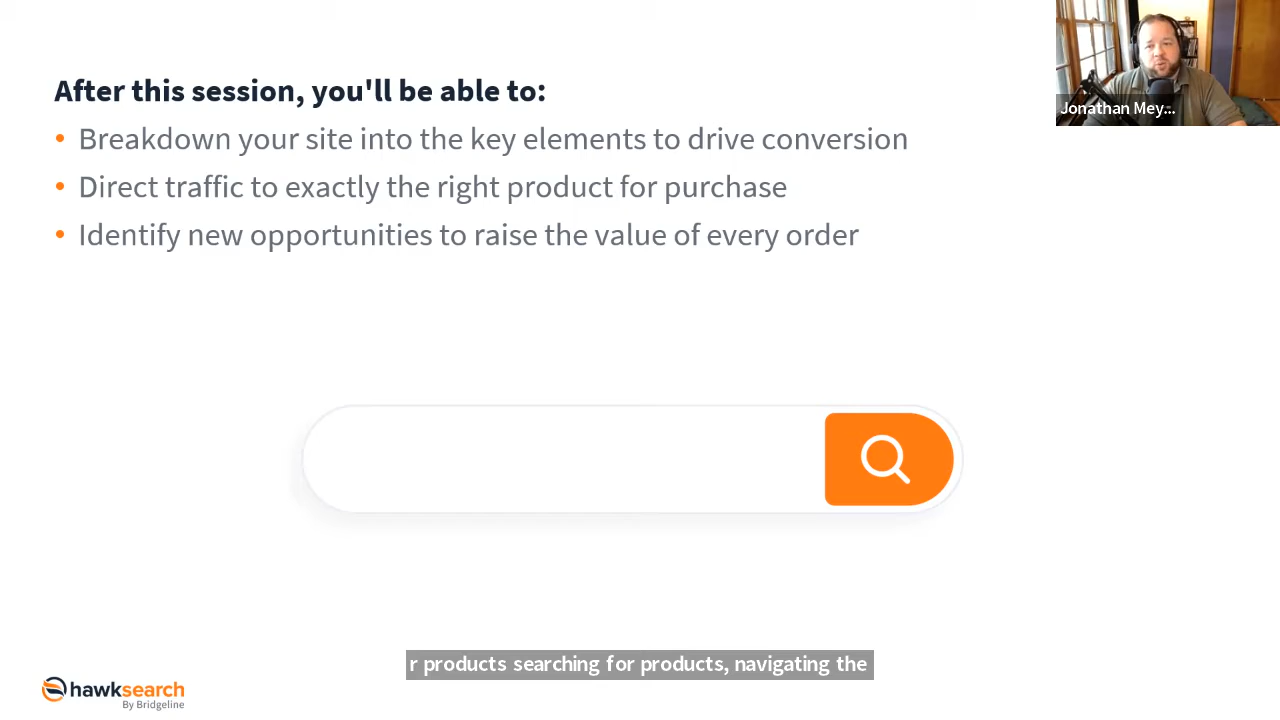 After this session, you'll be able to:
• Breakdown your site into the key elements to drive conversion
• Direct traffic to exactly the right product for purchase
• Identify new opportunities to raise the value of every order
Jonathan Mey...
r products searching for products, navigating the
hawksearch
By Bridgeline